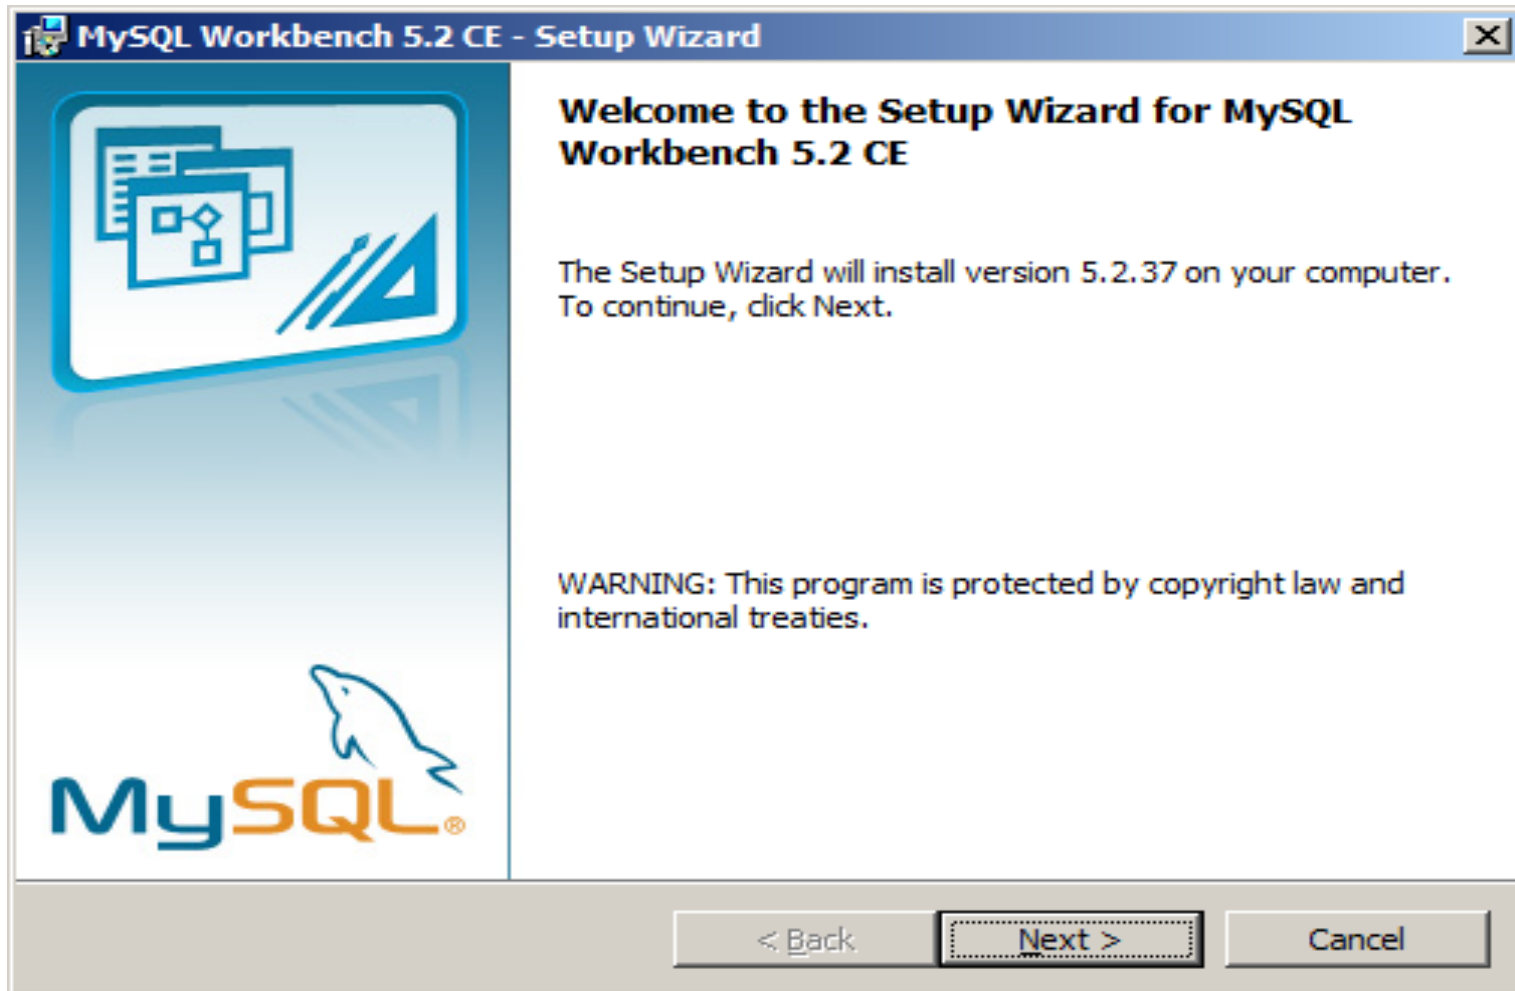 MySQL Workbench 5.2 CE - Setup Wizard
Welcome to the Setup Wizard for MySQL
Workbench 5.2 CE
The Setup Wizard will install version 5.2.37 on your computer.
To continue, click Next.
WARNING: This program is protected by copyright law and
international treaties.
MySQL®
< Back
Next >
Cancel